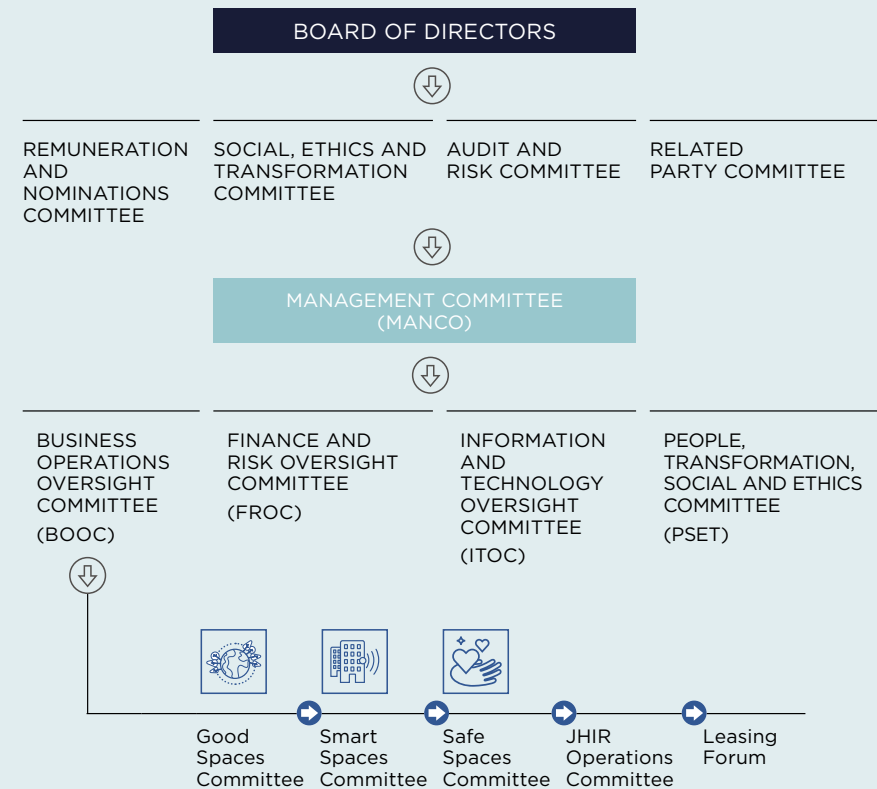 BOARD OF DIRECTORS
REMUNERATION
AND
NOMINATIONS
COMMITTEE
SOCIAL, ETHICS AND
TRANSFORMATION
COMMITTEE
AUDIT AND
RISK COMMITTEE
RELATED
PARTY COMMITTEE
MANAGEMENT COMMITTEE
(MANCO)
BUSINESS
OPERATIONS
OVERSIGHT
COMMITTEE
(BOOC)
FINANCE AND
RISK OVERSIGHT
COMMITTEE
(FROC)
INFORMATION
AND
TECHNOLOGY
OVERSIGHT
COMMITTEE
(ITOC)
PEOPLE,
TRANSFORMATION,
SOCIAL AND ETHICS
COMMITTEE
(PSET)
Good
Spaces
Committee
Smart
Spaces
Committee
Safe
Spaces
Committee
JHIR
Operations
Committee
Leasing
Forum